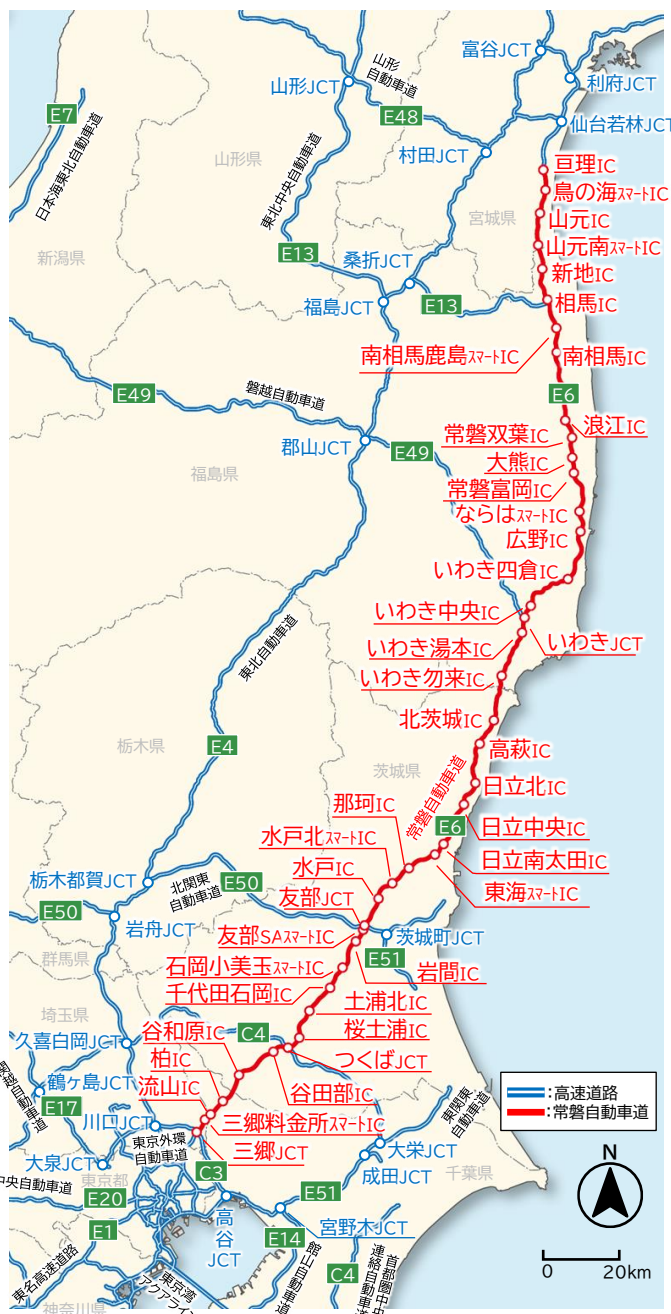 富谷JCT
利府JCT
山形
自動車道
山形JCT
E7
E48
仙台若林JCT
日本海東北自動車道
山形県
村田JCT
亘理IC
鳥の海スマートIC
東北中央自動車道
宮城県
山元IC
山元南スマートIC
新潟県
E13
桑折JCT
新地IC
福島JCT
E13
相馬IC
南相馬鹿島スマートIC
南相馬IC
E49
磐越自動車道
E6
浪江IC
郡山JCT
E49
常磐双葉IC
大熊IC
福島県
常磐富岡IC
ならはスマートIC
広野IC
いわき四倉IC
いわき中央IC
東北自動車道
いわき湯本IC
いわきJCT
いわき勿来IC
北茨城IC
E4
栃木県
高萩IC
茨城県
常磐自動車道
日立北IC
那珂IC
E6
日立中央IC
水戸北スマートIC
日立南太田IC
水戸IC
東海スマートIC
栃木都賀JCT
北関東
自動車道
E50
友部JCT
E50
岩舟JCT
友部SAスマートIC
茨城町JCT
E51
群馬県
石岡小美玉スマートIC
岩間IC
千代田石岡IC
埼玉県
土浦北IC
谷和原IC
C4
桜土浦IC
久喜白岡JCT
柏IC
つくばJCT
関越自動車道
鶴ヶ島JCT
流山IC
谷田部IC
E17
川口JCT
三郷料金所スマートIC
:高速道路
:常磐自動車道
東京外環
自動車道
三郷JCT
大栄JCT
東関東
自動車道
大泉JCT
東京都
C3
成田JCT
千葉県
N
中央自動車道
E20
E51
高谷
JCT
宮野木JCT
E1
E14
東名高速道路
東京湾
アクアライン
館山自動車道
C4
首都圏中央
連絡自動車道
0
20km
神奈川県